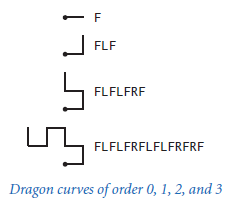 F
FLF
FLFLFRF
FLFLFRFLFLFRFRF
Dragon curves of order 0, 1, 2, and 3